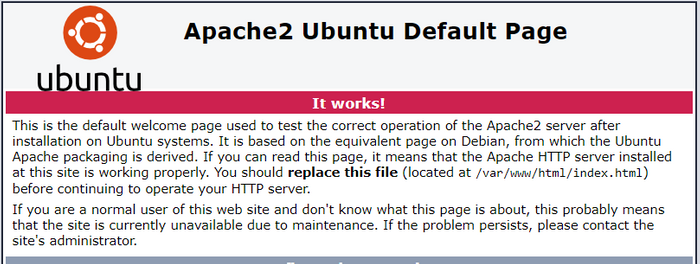 Apache2 Ubuntu Default Page
ubuntu
It works!
This is the default welcome page used to test the correct operation of the Apache2 server after
installation on Ubuntu systems. It is based on the equivalent page on Debian, from which the Ubuntu
Apache packaging is derived. If you can read this page, it means that the Apache HTTP server installed
at this site is working properly. You should replace this file (located at /var/www/html/index.html)
before continuing to operate your HTTP server.
If you are a normal user of this web site and don't know what this page is about, this probably means
that the site is currently unavailable due to maintenance. If the problem persists, please contact the
site's administrator.